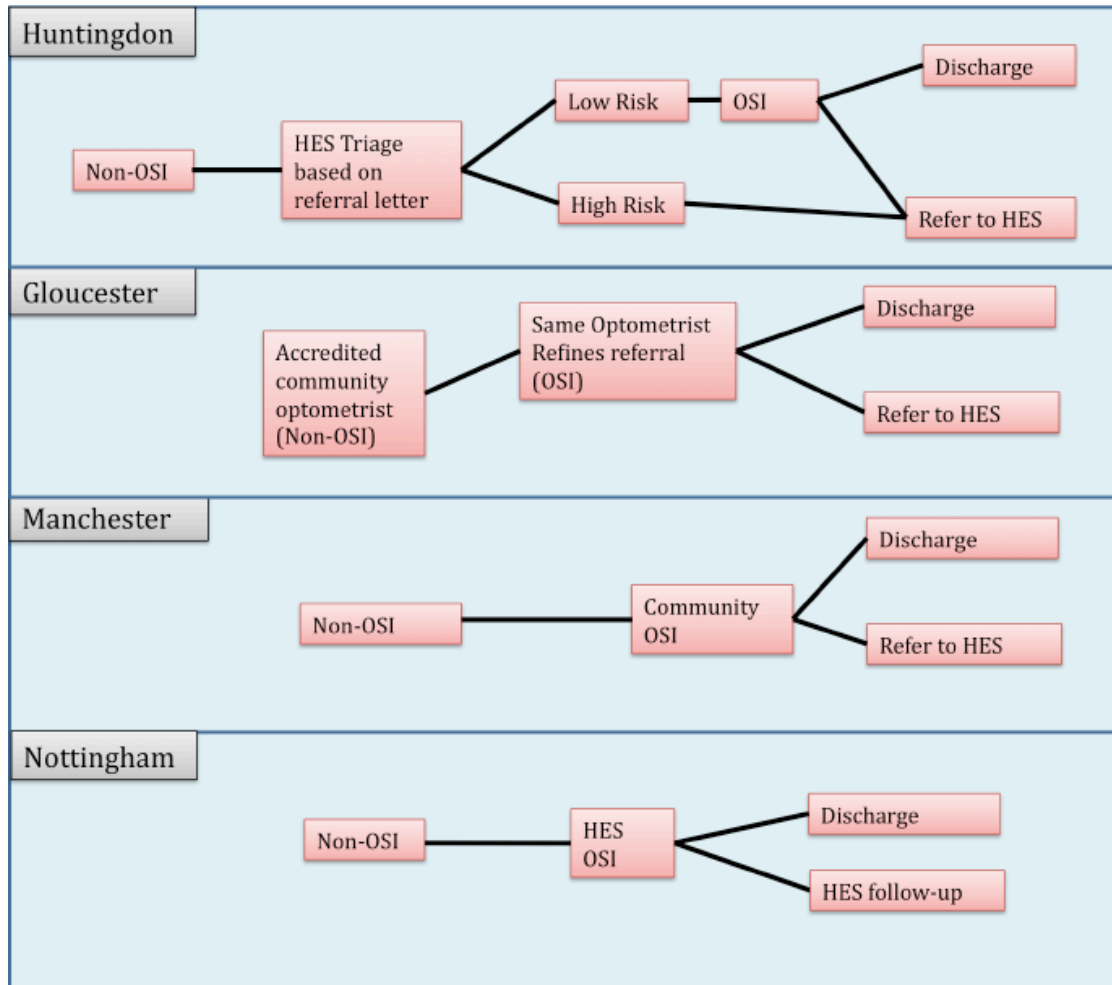 Huntingdon
Non-OSI
HES Triage
based on
referral letter
Low Risk
OSI
High Risk
Discharge
Refer to HES
Gloucester
Accredited
community
optometrist
(Non-OSI)
Same Optometrist
Refines referral
(OSI)
Discharge
Refer to HES
Manchester
Non-OSI
Community
OSI
Discharge
Refer to HES
Nottingham
Non-OSI
HES
OSI
Discharge
HES follow-up